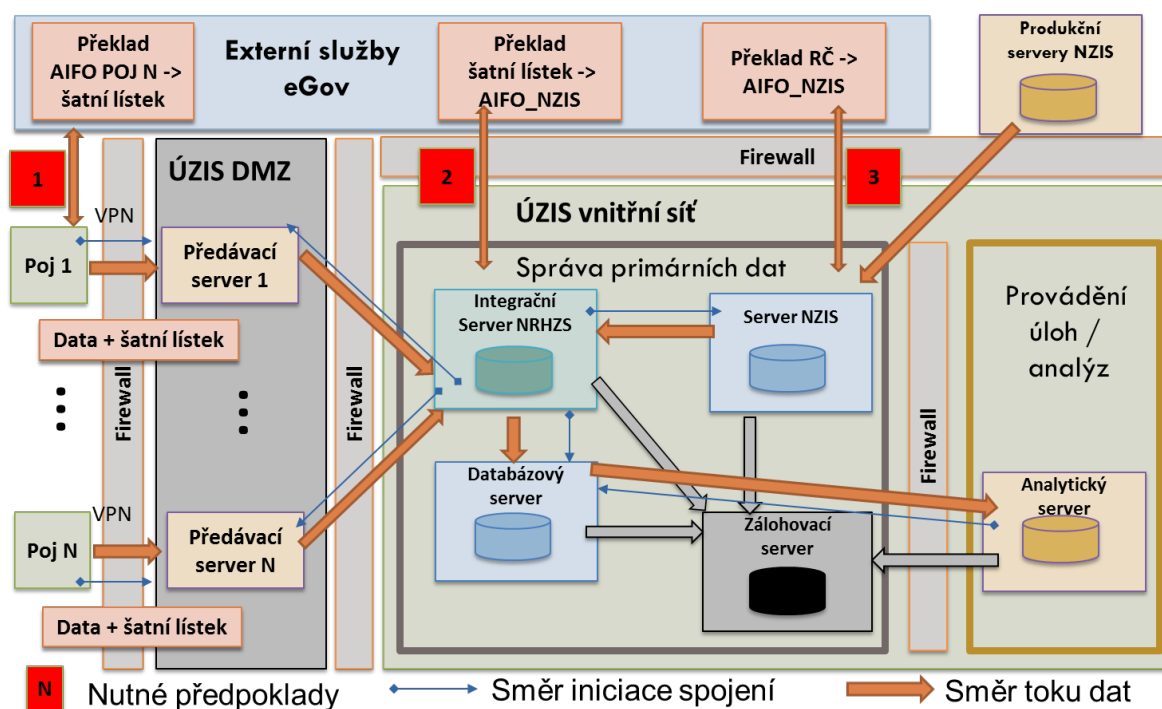 Externí služby
eGov
Překlad
AIFO POJ N ->
šatní lístek
Překlad
šatní lístek ->
AIFO_NZIS
Překlad RČ ->
AIFO_NZIS
Produkční
servery NZIS
Firewall
1
2
3
ÚZIS DMZ
ÚZIS vnitřní síť
VPN
Poj 1
Předávací
server 1
Data + šatní lístek
Firewall
Firewall
Správa primárních dat
Integrační
Server NRHZS
Server NZIS
Provádění
úloh /
analýz
Firewall
Databázový
server
Zálohovací
server
Analytický
server
VPN
Poj N
Předávací
server N
Data + šatní lístek
N
Nutné předpoklady
Směr iniciace spojení
Směr toku dat